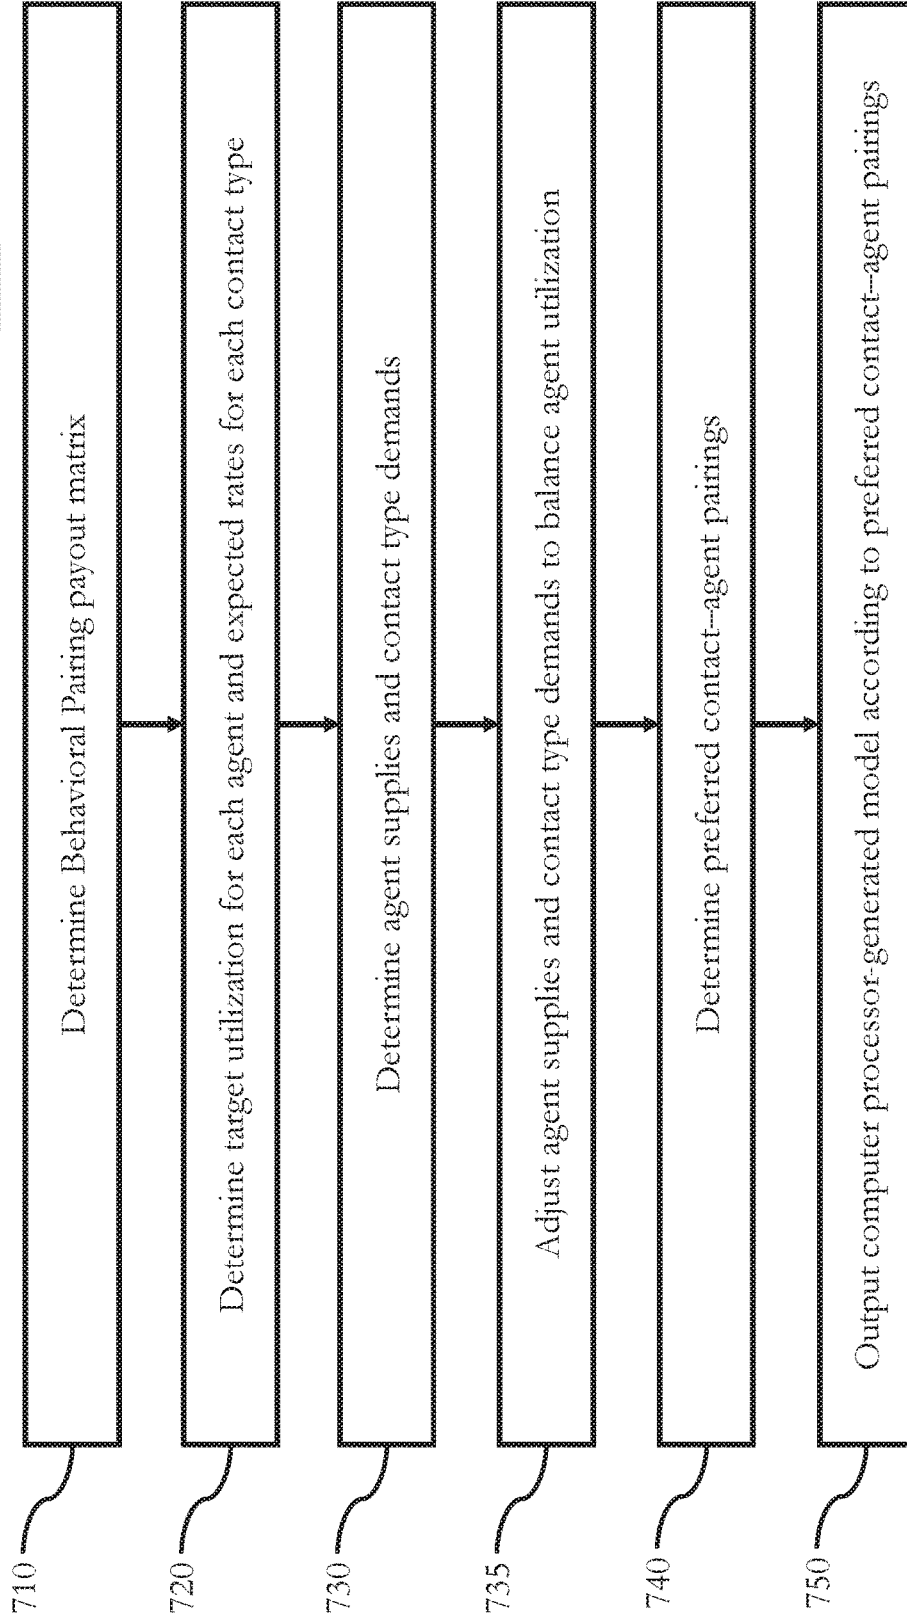 710
Determine Behavioral Pairing payout matrix
720
Determine target utilization for each agent and expected rates for each contact type
730
Determine agent supplies and contact type demands
735
Adjust agent supplies and contact type demands to balance agent utilization
740
Determine preferred contact–agent pairings
750
Output computer processor-generated model according to preferred contact–agent pairings